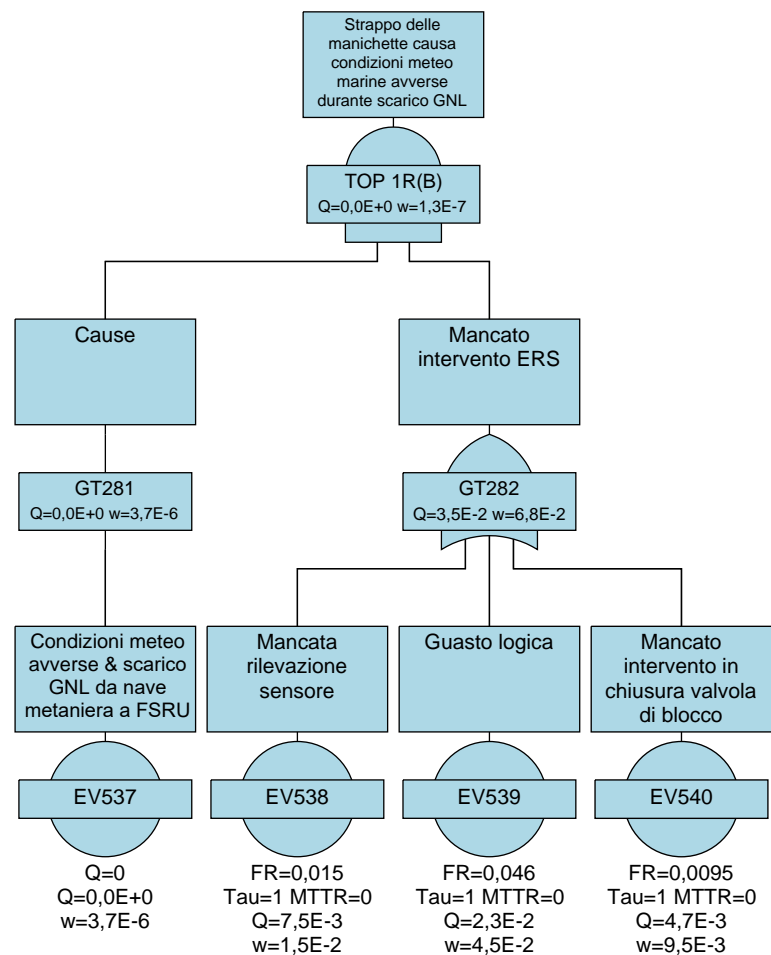 Strappo delle
manichette causa
condizioni meteo
marine avverse
durante scarico GNL
TOP 1R(B)
Q=0,0E+0 w=1,3E-7
Cause
Mancato
intervento ERS
GT281
Q=0,0E+0 w=3,7E-6
GT282
Q=3,5E-2 w=6,8E-2
Condizioni meteo
avverse & scarico
GNL da nave
metaniera a FSRU
Mancata
rilevazione
sensore
Guasto logica
Mancato
intervento in
chiusura valvola
di blocco
EV537
EV538
EV539
EV540
Q=0
Q=0,0E+0
w=3,7E-6
FR=0,015
Tau=1 MTTR=0
Q=7,5E-3
w=1,5E-2
FR=0,046
Tau=1 MTTR=0
Q=2,3E-2
w=4,5E-2
FR=0,0095
Tau=1 MTTR=0
Q=4,7E-3
w=9,5E-3